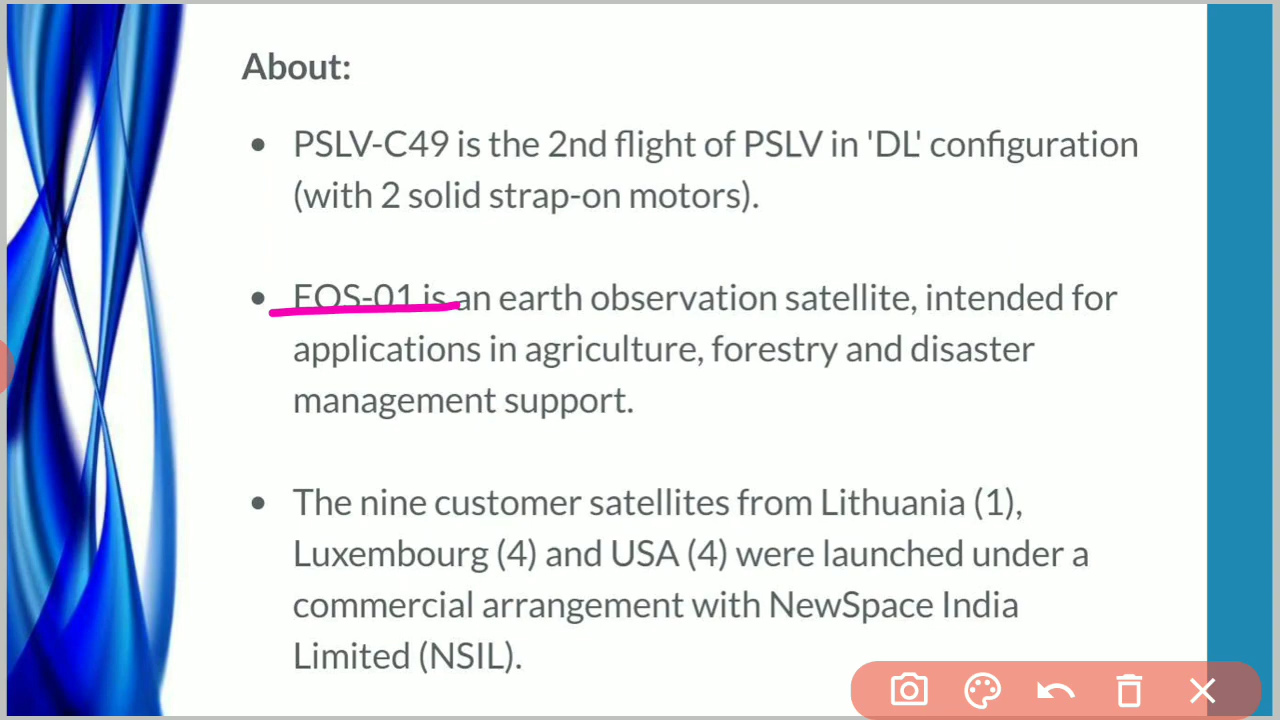 About:
• PSLV-C49 is the 2nd flight of PSLV in 'DL' configuration
(with 2 solid strap-on motors).
• EOS-01 is an earth observation satellite, intended for
applications in agriculture, forestry and disaster
management support.
• The nine customer satellites from Lithuania (1),
Luxembourg (4) and USA (4) were launched under a
commercial arrangement with NewSpace India
Limited (NSIL).